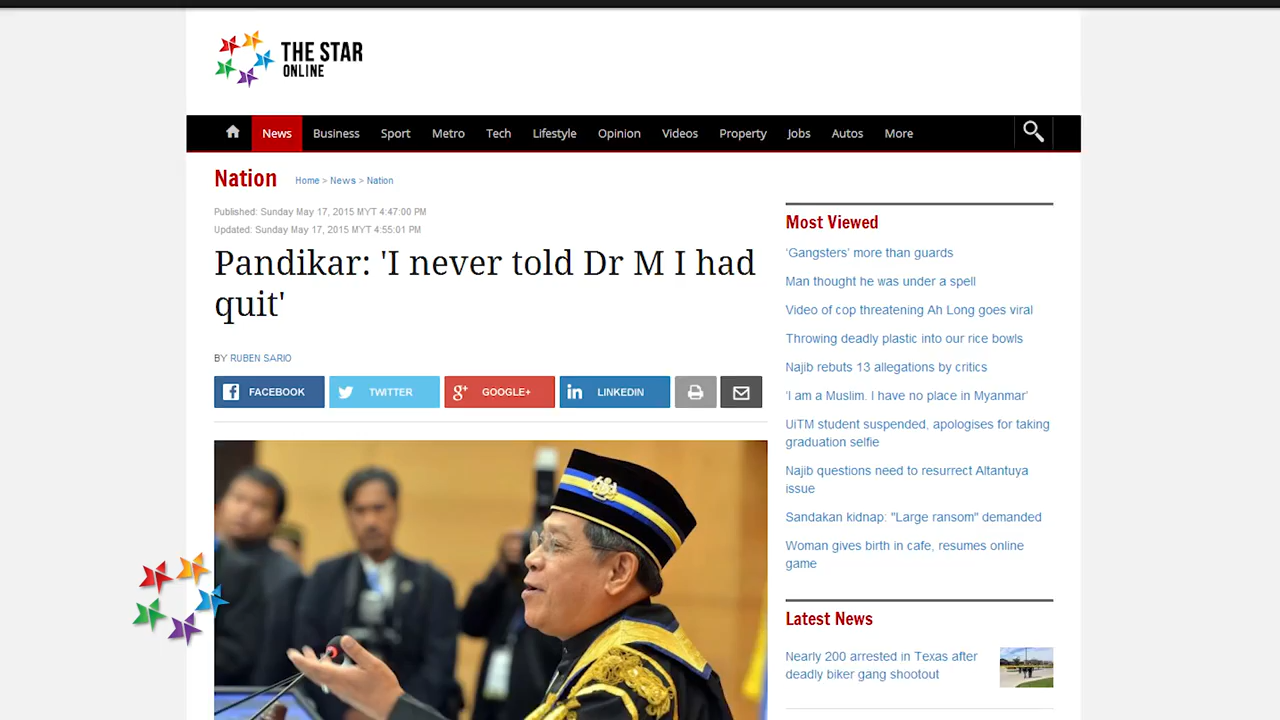 THE STAR
ONLINE
News Business Sport Metro Tech Lifestyle Opinion Videos Property Jobs Autos More
Nation Home > News > Nation
Published: Sunday May 17, 2015 MYT 4:47:00 PM
Updated: Sunday May 17, 2015 MYT 4:55:01 PM
Pandikar: 'I never told Dr M I had
quit'
BY RUBEN SARIO
FACEBOOK TWITTER GOOGLE+ LINKEDIN
Most Viewed
‘Gangsters’ more than guards
Man thought he was under a spell
Video of cop threatening Ah Long goes viral
Throwing deadly plastic into our rice bowls
Najib rebuts 13 allegations by critics
‘I am a Muslim. I have no place in Myanmar’
UiTM student suspended, apologises for taking
graduation selfie
Najib questions need to resurrect Altantuya
issue
Sandakan kidnap: "Large ransom" demanded
Woman gives birth in cafe, resumes online
game
Latest News
Nearly 200 arrested in Texas after
deadly biker gang shootout